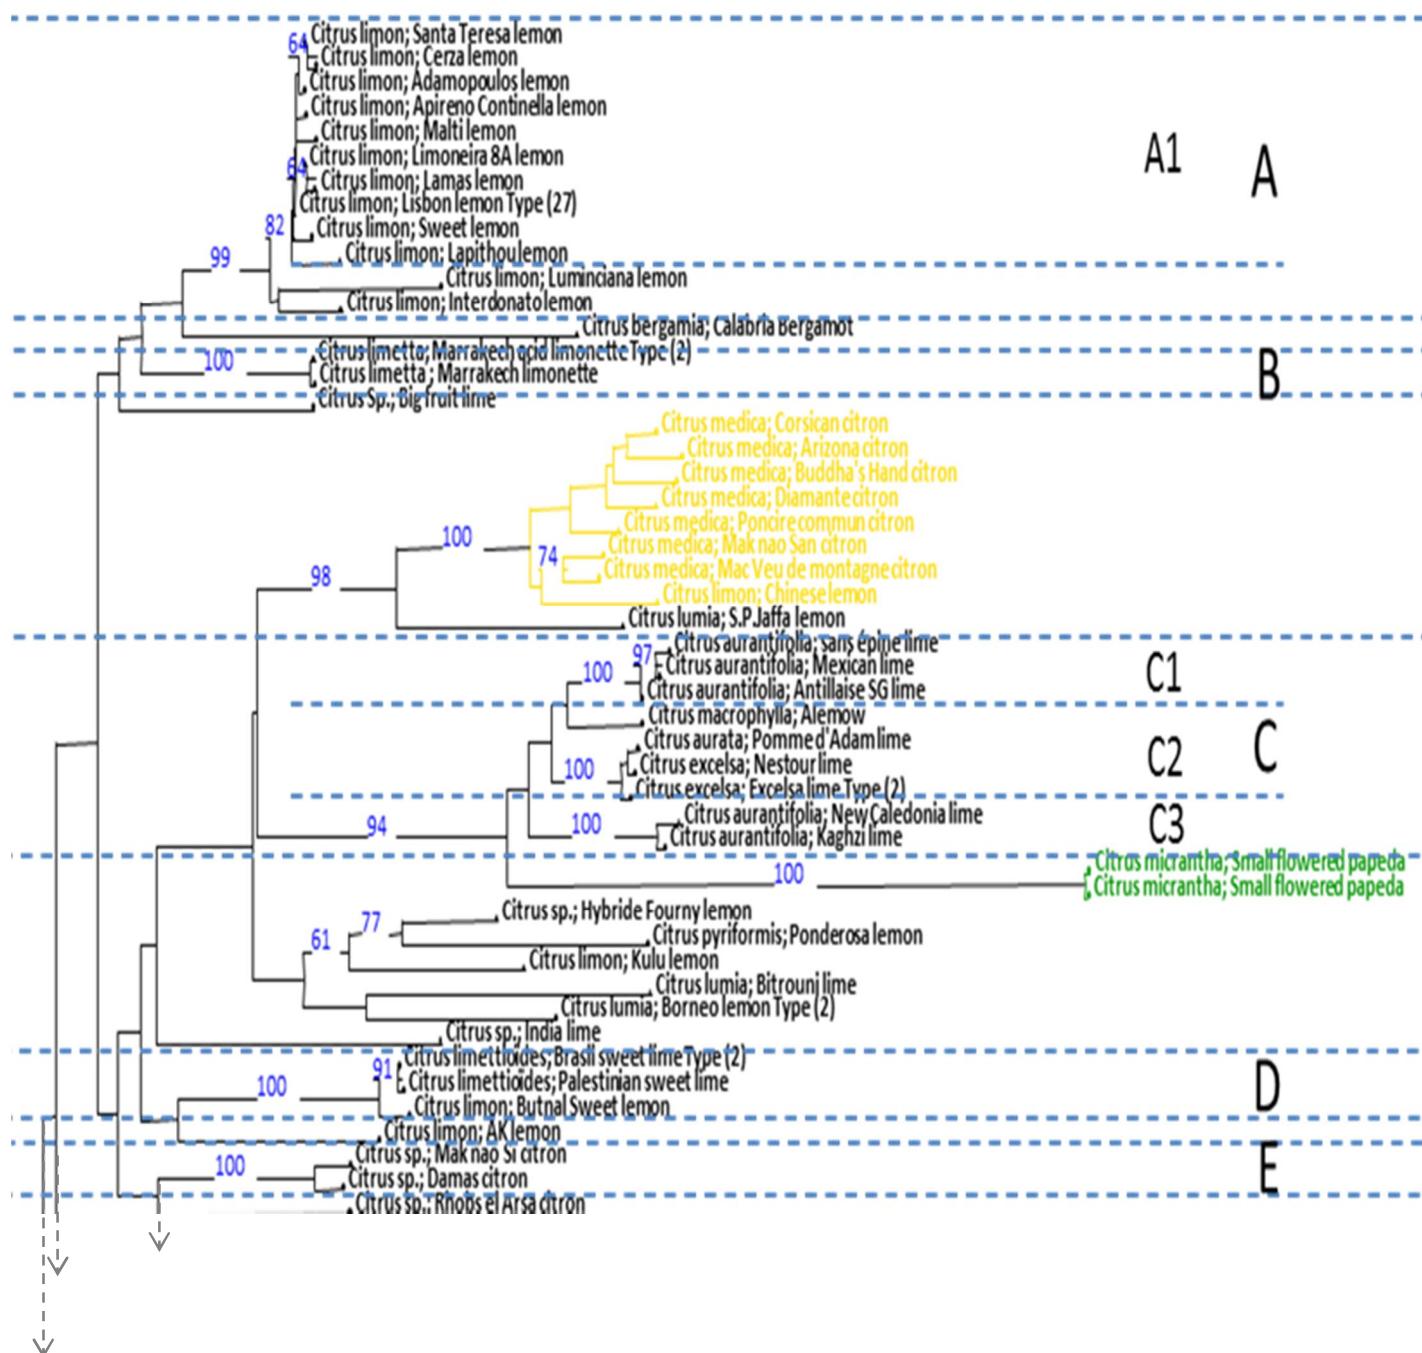 Citrus limon; Santa Teresa lemon
64
Citrus limon; Cerza lemon
Citrus limon; Adamopoulos lemon
Citrus limon; Apireno Continella lemon
Citrus limon; Malti lemon
A1
A
Citrus limon; Limoneira 8A lemon
64
Citrus limon; Lamas lemon
Citrus limon; Lisbon lemon Type (27)
82
Citrus limon; Sweet lemon
Citrus limon; Lapithou lemon
99
Citrus limon; Luminciana lemon
Citrus limon; Interdonato lemon
Citrus bergamia; Calabria Bergamot
Citrus limetta; Marrakech acid limonette Type (2)
100
Citrus limetta ; Marrakech limonette
B
Citrus Sp.; Big fruit lime
Citrus medica; Corsican citron
Citrus medica; Arizona citron
Citrus medica; Buddha's Hand citron
Citrus medica; Diamante citron
Citrus medica; Poncire commun citron
100
Citrus medica; Mak nao San citron
74
Citrus medica; Mac Veu de montagne citron
98
Citrus limon; Chinese lemon
Citrus lumia; S.P.Jaffa lemon
Citrus aurantifolia; sans épine lime
97
Citrus aurantifolia; Mexican lime
100
C1
Citrus aurantifolia; Antillaise SG lime
Citrus macrophylla; Alemow
Citrus aurata; Pomme d'Adam lime
C
Citrus excelsa; Nestour lime
100
C2
Citrus excelsa; Excelsa lime Type (2)
Citrus aurantifolia; New Caledonia lime
94
100
C3
Citrus aurantifolia; Kaghzi lime
Citrus micrantha; Small flowered papeda
100
Citrus micrantha; Small flowered papeda
Citrus sp.; Hybride Fourny lemon
77
Citrus pyriformis; Ponderosa lemon
61
Citrus limon; Kulu lemon
Citrus lumia; Bitrounj lime
Citrus lumia; Borneo lemon Type (2)
Citrus sp.; India lime
Citrus limettioïdes; Brasil sweet lime Type (2)
91
Citrus limettioïdes; Palestinian sweet lime
100
D
Citrus limon; Butnal Sweet lemon
Citrus limon; AK lemon
Citrus sp.; Mak nao Si citron
100
E
Citrus sp.; Damas citron
Citrus sp.; Rhobs el Arsa citron